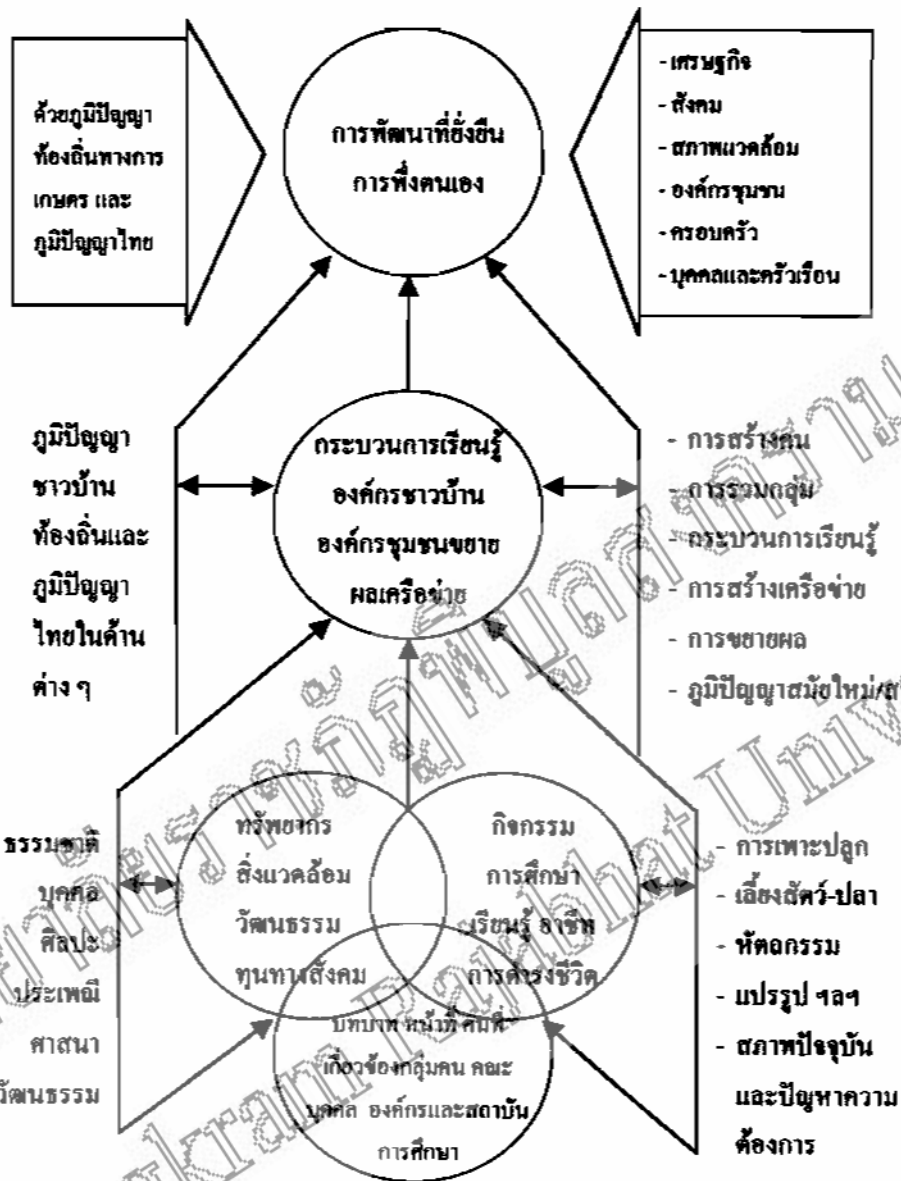 ด้วยภูมิปัญญา
ท้องถิ่นทางการ
เกษตร และ
ภูมิปัญญาไทย
การพัฒนาที่ยั่งยืน
การพึ่งตนเอง
- เศรษฐกิจ
- สังคม
- สภาพแวดล้อม
- องค์กรชุมชน
- ครอบครัว
- บุคคลและครัวเรือน
ภูมิปัญญา
ชาวบ้าน
ท้องถิ่นและ
ภูมิปัญญา
ไทยในด้าน
ต่าง ๆ
กระบวนการเรียนรู้
องค์กรชาวบ้าน
องค์กรชุมชนขยาย
ผลเครือข่าย
- การสร้างคน
- การรวมกลุ่ม
- กระบวนการเรียนรู้
- การสร้างเครือข่าย
- การขยายผล
- ภูมิปัญญาสมัยใหม่/
ธรรมชาติ
บุคคล
ศิลปะ
ประเพณี
ศาสนา
วัฒนธรรม
ทรัพยากร
สิ่งแวดล้อม
วัฒนธรรม
ทุนทางสังคม
กิจกรรม
การศึกษา
เรียนรู้ อาชีพ
การดำรงชีวิต
บทบาท หน้าที่ คนที่
เกี่ยวข้องกลุ่มคน คณะ
บุคคล องค์กรและสถาบัน
การศึกษา
- การเพาะปลูก
- เลี้ยงสัตว์-ปลา
- หัตถกรรม
- แปรรูป ฯลฯ
- สภาพปัจจุบัน
และปัญหาความ
ต้องการ